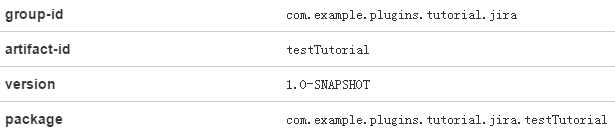 group-id com.example.plugins.tutorial.jira
artifact-id testTutorial
version 1.0-SNAPSHOT
package com.example.plugins.tutorial.jira.testTutorial